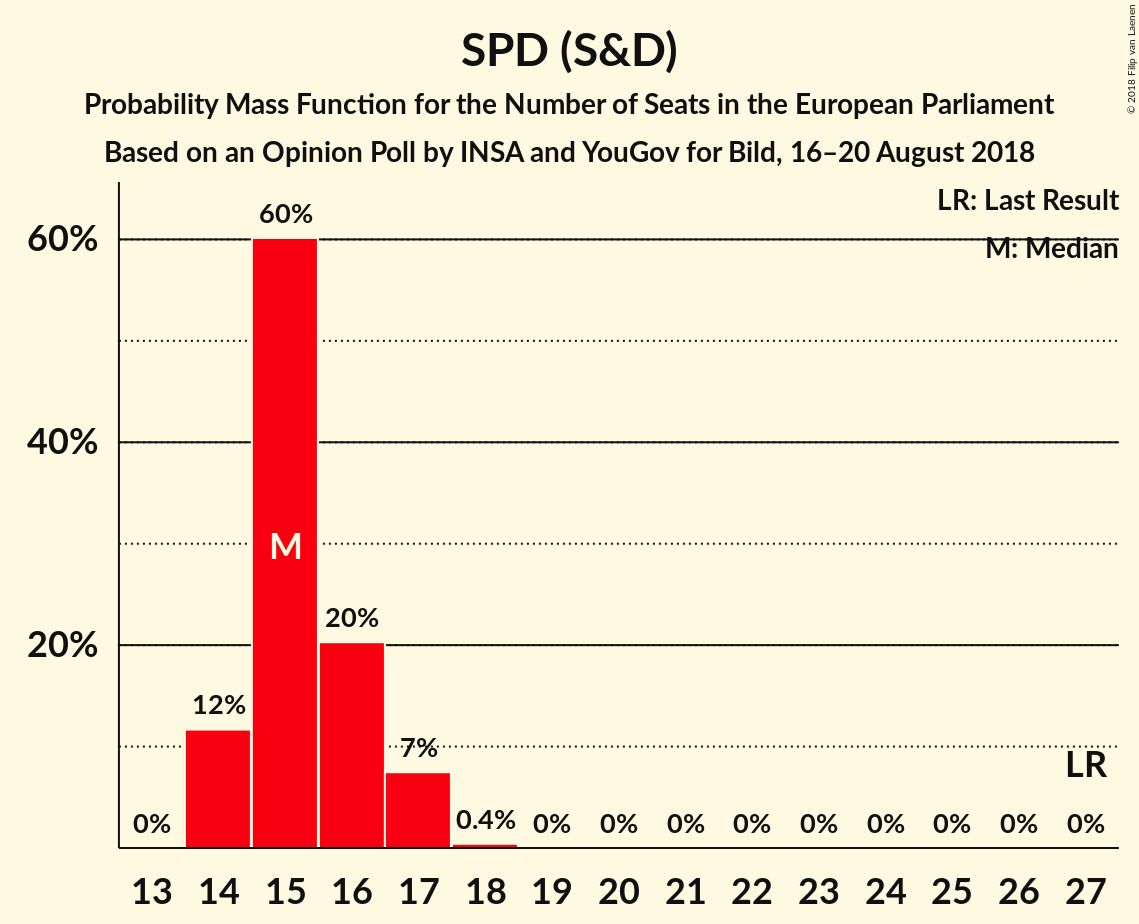 SPD (S&D)
Probability Mass Function for the Number of Seats in the European Parliament
Based on an Opinion Poll by INSA and YouGov for Bild, 16–20 August 2018
© 2018 Filip van Laenen
LR: Last Result
M: Median
60%
40%
20%
0%
12%
60%
M
20%
7%
0.4%
0%
0%
0%
0%
0%
0%
0%
0%
LR
0%
13 14 15 16 17 18 19 20 21 22 23 24 25 26 27